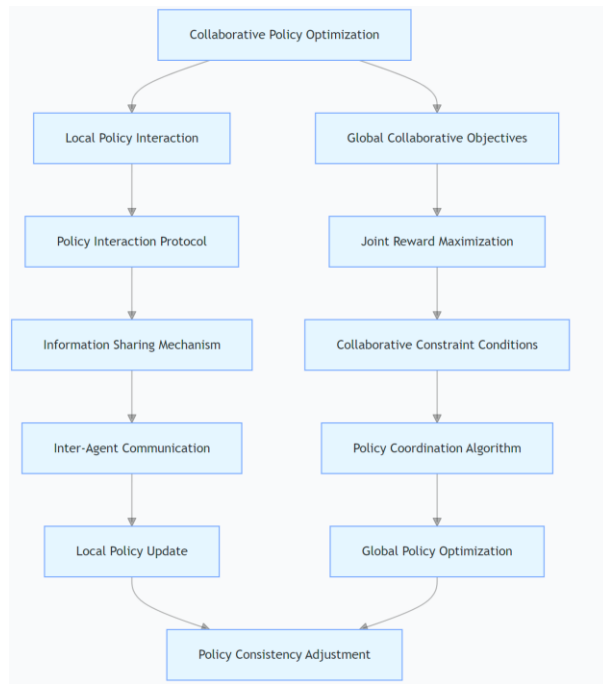 Collaborative Policy Optimization
Local Policy Interaction
Global Collaborative Objectives
Policy Interaction Protocol
Joint Reward Maximization
Information Sharing Mechanism
Collaborative Constraint Conditions
Inter-Agent Communication
Policy Coordination Algorithm
Local Policy Update
Global Policy Optimization
Policy Consistency Adjustment